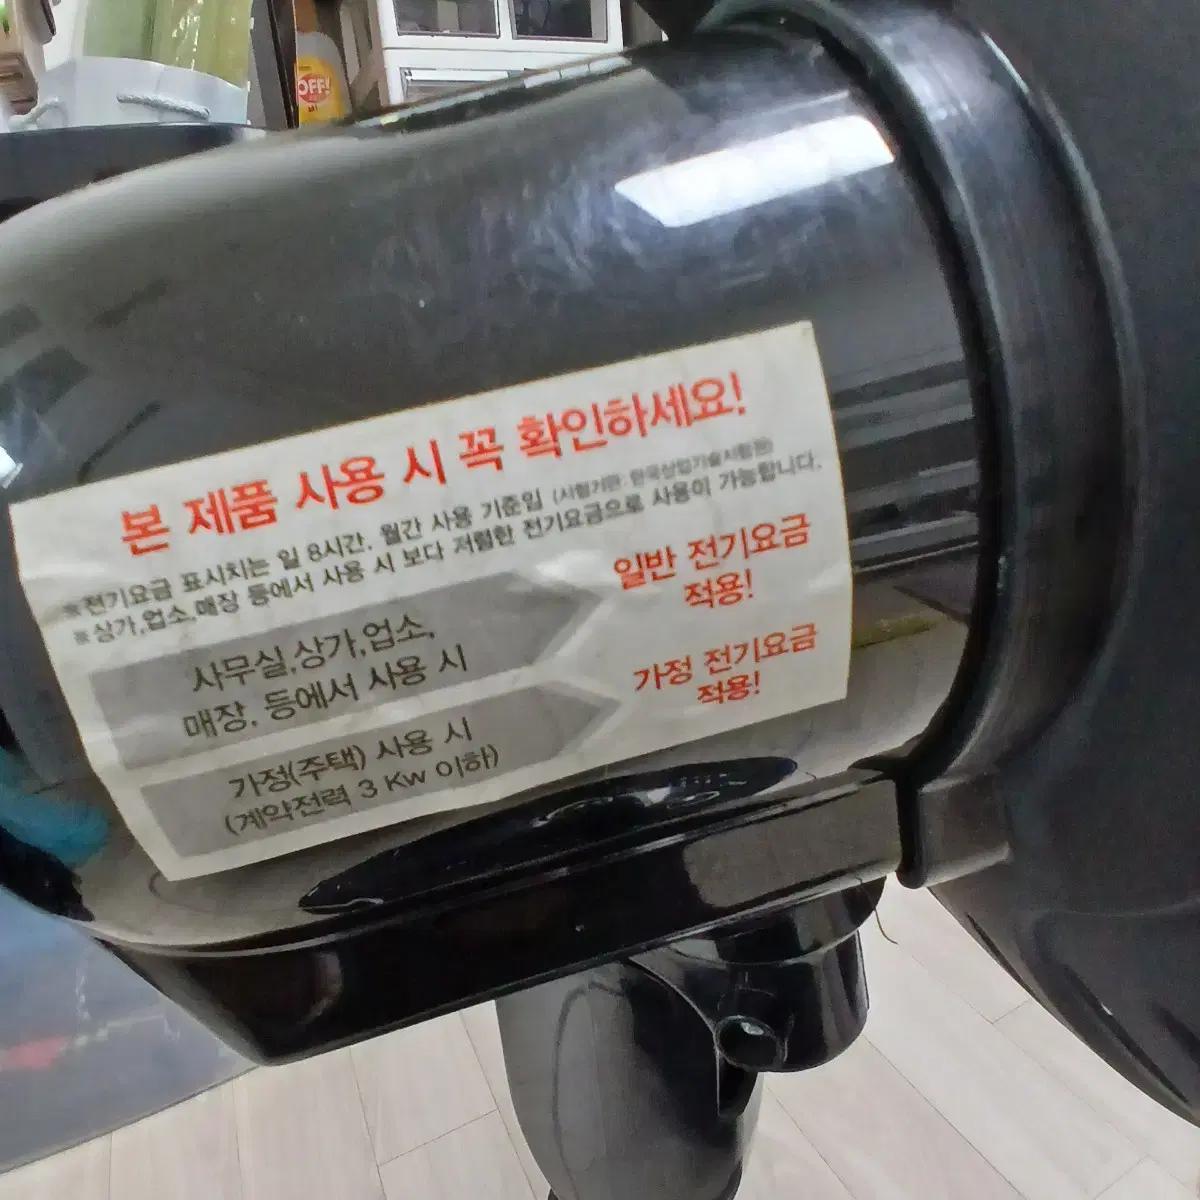 OFF!
본 제품 사용 시 꼭 확인하세요!
※전기요금 표시치는 일 8시간. 월간 사용 기준임 (시험기관: 한국산업기술시험원)
※상가,업소,매장 등에서 사용 시 보다 저렴한 전기요금으로 사용이 가능합니다.
사무실,상가,업소,
매장, 등에서 사용 시
일반 전기요금
적용!
가정(주택) 사용 시
(계약전력 3 Kw 이하)
가정 전기요금
적용!